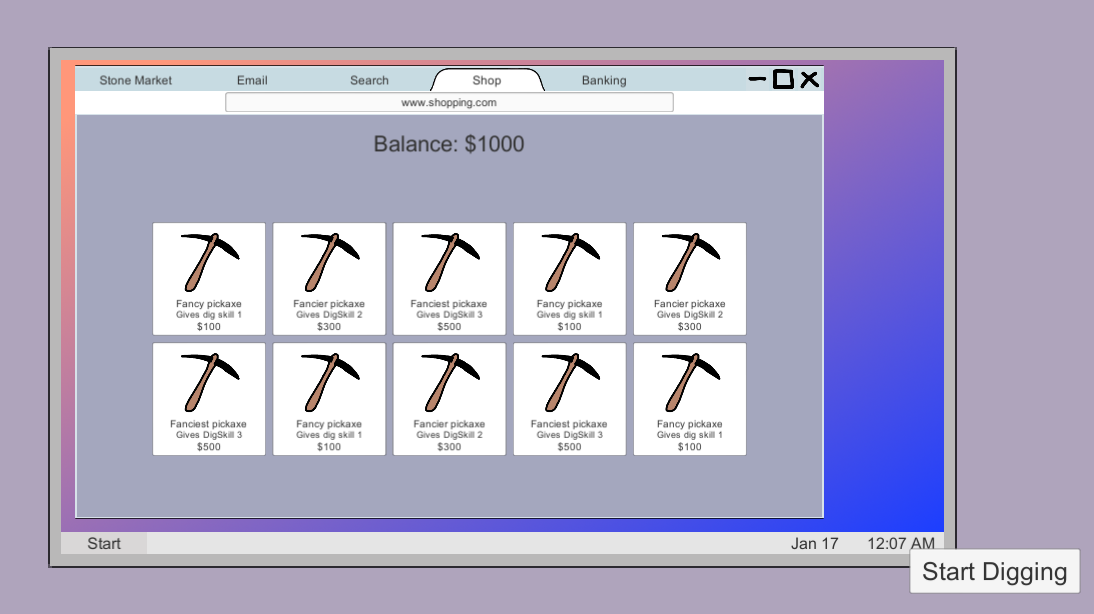 Stone Market
Email
Search
Shop
Banking
www.shopping.com
Balance: $1000
Fancy pickaxe
Gives dig skill 1
$100
Fancier pickaxe
Gives DigSkill 2
$300
Fanciest pickaxe
Gives DigSkill 3
$500
Fancy pickaxe
Gives dig skill 1
$100
Fancier pickaxe
Gives DigSkill 2
$300
Fanciest pickaxe
Gives DigSkill 3
$500
Fancy pickaxe
Gives dig skill 1
$100
Fancier pickaxe
Gives DigSkill 2
$300
Fanciest pickaxe
Gives DigSkill 3
$500
Fancy pickaxe
Gives dig skill 1
$100
Start
Jan 17
12:07 AM
Start Digging